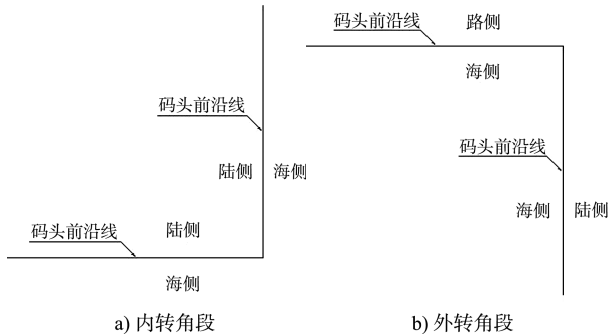 码头前沿线
陆侧 海侧
码头前沿线
陆侧
海侧
a) 内转角段
码头前沿线
路侧
海侧
码头前沿线
海侧 陆侧
b) 外转角段